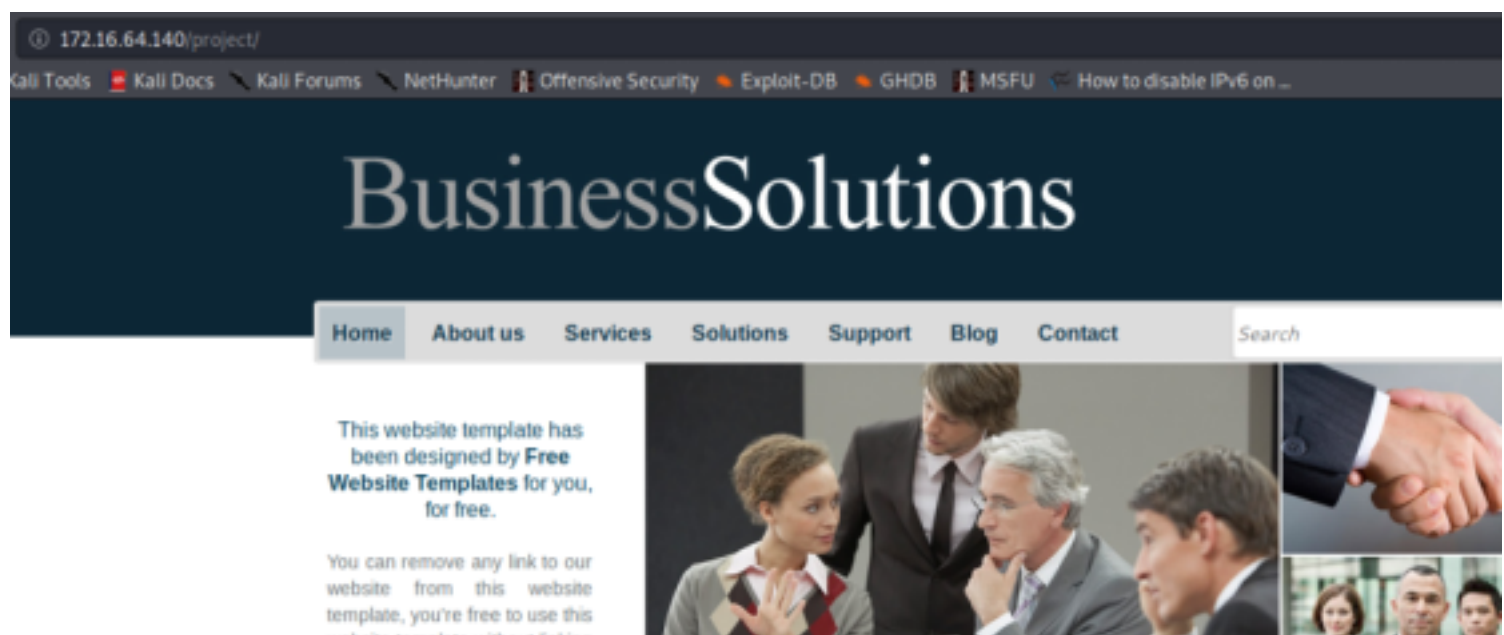 172.16.64.140/project/
Kali Tools Kali Docs Kali Forums NetHunter Offensive Security Exploit-DB GHDB MSFU How to disable IPv6 on ...
BusinessSolutions
Home About us Services Solutions Support Blog Contact Search
This website template has
been designed by Free
Website Templates for you,
for free.
You can remove any link to our
website from this website
template, you're free to use this